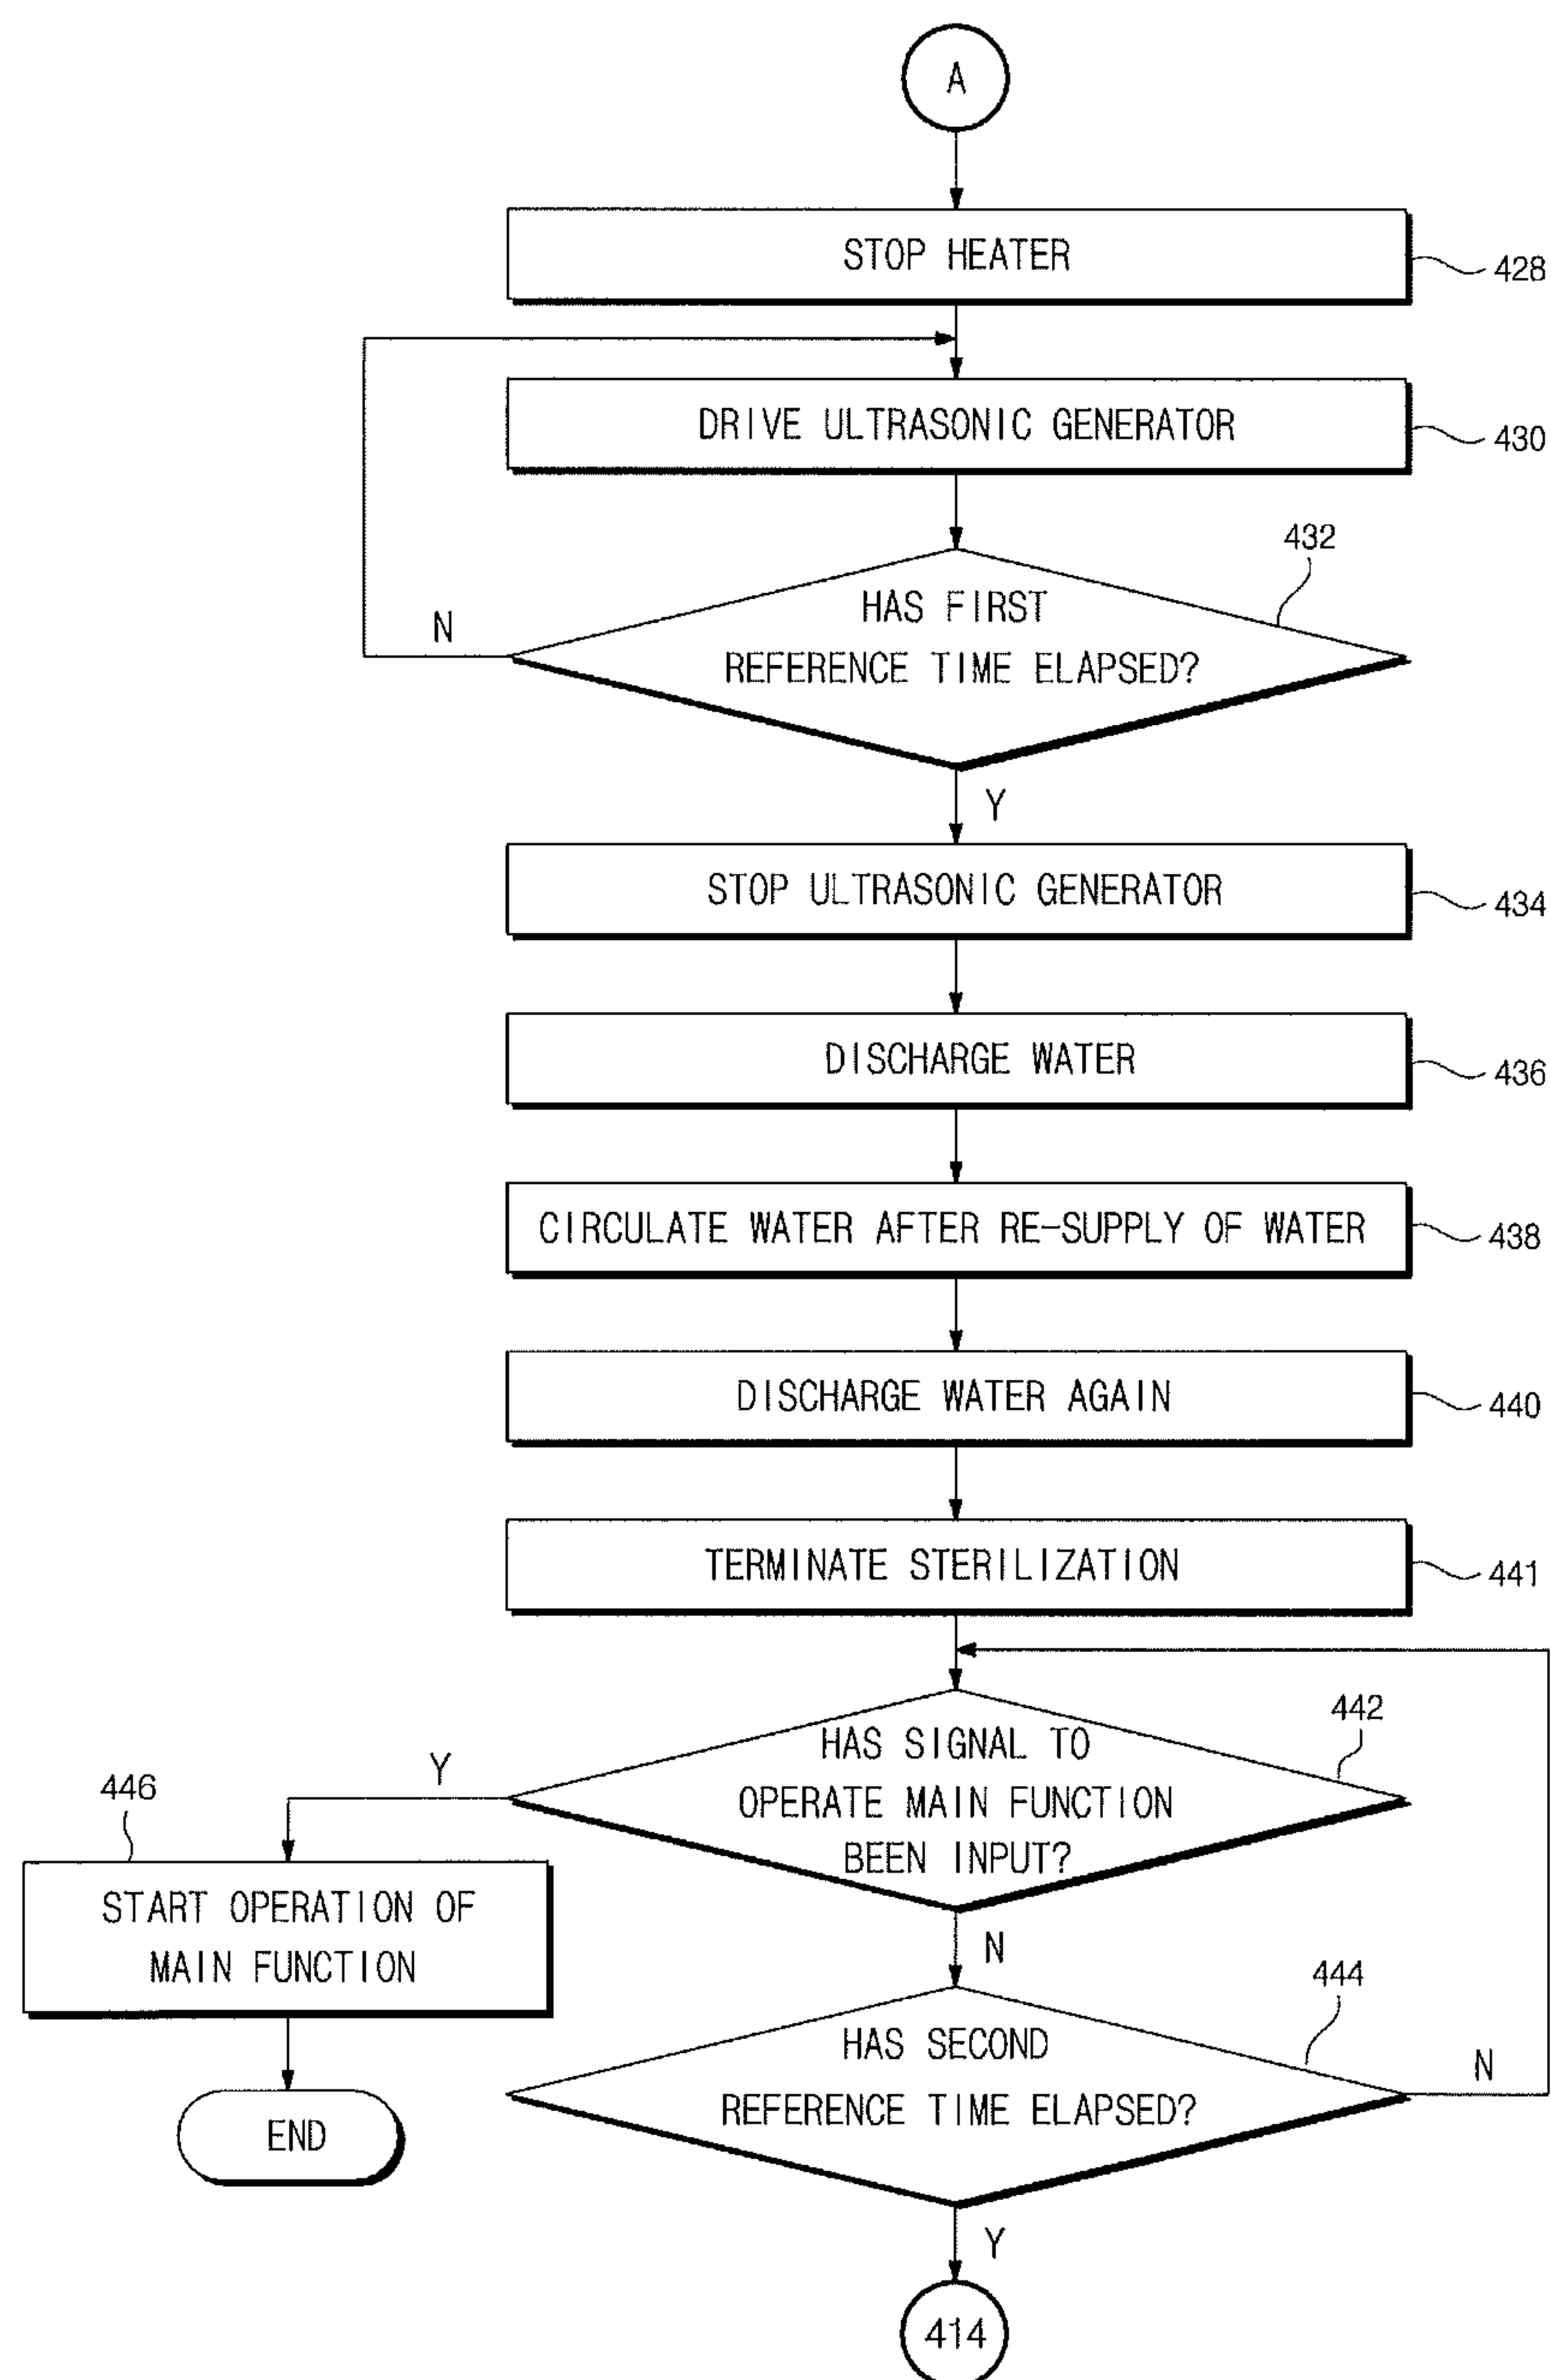 A
STOP HEATER
428
DRIVE ULTRASONIC GENERATOR
430
432
HAS FIRST
REFERENCE TIME ELAPSED?
N
Y
STOP ULTRASONIC GENERATOR
434
DISCHARGE WATER
436
CIRCULATE WATER AFTER RE-SUPPLY OF WATER
438
DISCHARGE WATER AGAIN
440
TERMINATE STERILIZATION
441
442
HAS SIGNAL TO
OPERATE MAIN FUNCTION
BEEN INPUT?
Y
446
START OPERATION OF
MAIN FUNCTION
END
N
444
HAS SECOND
REFERENCE TIME ELAPSED?
N
Y
414